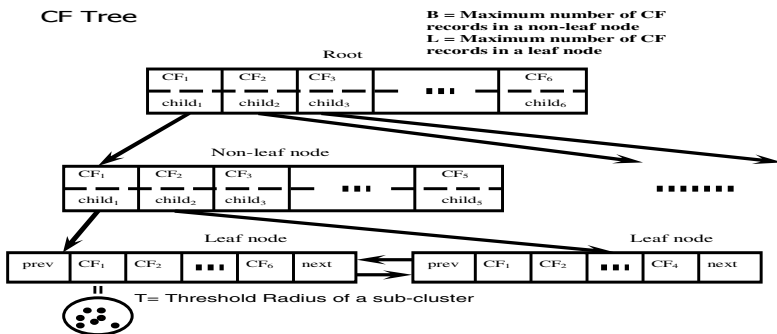 CF Tree
B = Maximum number of CF
records in a non-leaf node
L = Maximum number of CF
records in a leaf node
Root
CF₁ CF₂ CF₃ CF₆
child₁ child₂ child₃ child₆
Non-leaf node
CF₁ CF₂ CF₃ CF₅
child₁ child₂ child₃ child₅
Leaf node Leaf node
prev CF₁ CF₂ CF₆ next prev CF₁ CF₂ CF₄ next
T= Threshold Radius of a sub-cluster